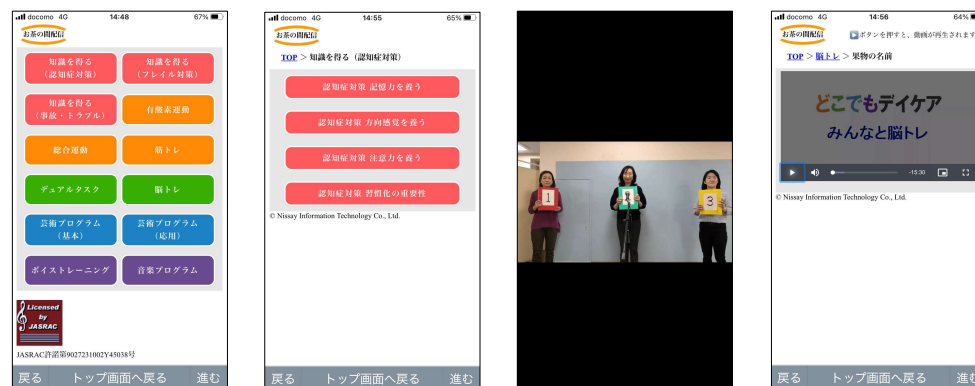 docomo 4G 14:48 67%
お茶の間配信
知識を得る
(認知症対策)
知識を得る
(フレイル対策)
知識を得る
(事故・トラブル)
有酸素運動
総合運動
筋トレ
デュアルタスク
脳トレ
芸術プログラム
(基本)
芸術プログラム
(応用)
ボイストレーニング
音楽プログラム
Licensed
by
JASRAC
JASRAC許諾第9027231002Y45038号
戻る トップ画面へ戻る 進む
docomo 4G 14:55 65%
お茶の間配信
TOP > 知識を得る (認知症対策)
認知症対策 記憶力を養う
認知症対策 方向感覚を養う
認知症対策 注意力を養う
認知症対策 習慣化の重要性
© Nissay Information Technology Co., Ltd.
戻る トップ画面へ戻る 進む
1
3
docomo 4G 14:56 64%
お茶の間配信
ボタンを押すと、動画が再生されます
TOP > 脳トレ > 果物の名前
どこでもデイケア
みんなと脳トレ
-15:30
© Nissay Information Technology Co., Ltd.
戻る トップ画面へ戻る 進む